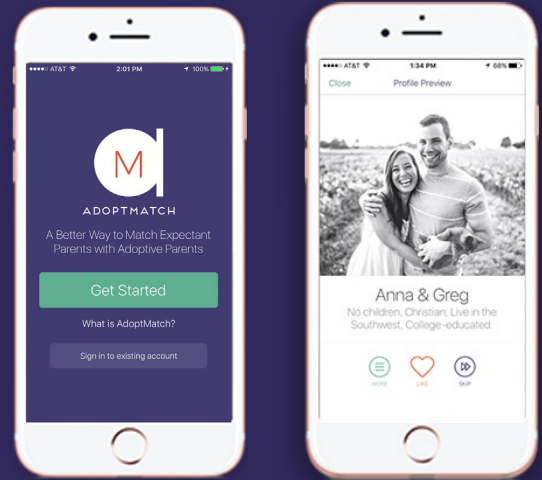 AT&T
2:01 PM
100%
M
ADOPTMATCH
A Better Way to Match Expectant
Parents with Adoptive Parents
Get Started
What is AdoptMatch?
Sign in to existing account
AT&T
1:34 PM
68%
Close
Profile Preview
Anna & Greg
No children, Christian, Live in the
Southwest, College-educated.
MORE
LIKE
SKIP